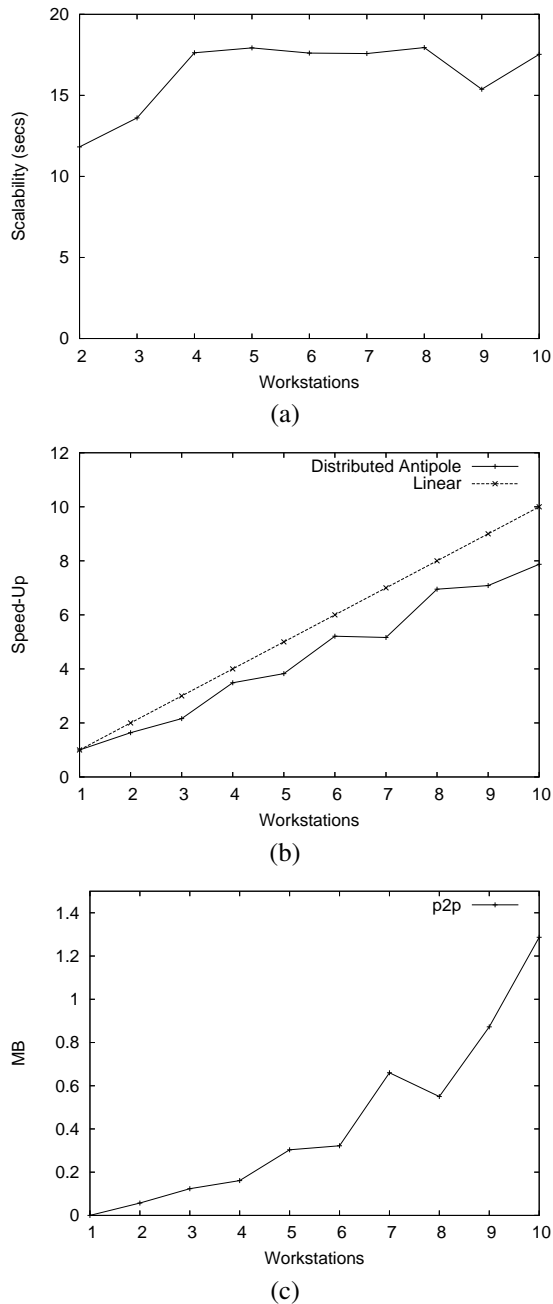 20
15
10
5
0
Scalability (secs)
2 3 4 5 6 7 8 9 10
Workstations
(a)
12
10
8
6
4
2
0
Speed-Up
Distributed Antipole
Linear
1 2 3 4 5 6 7 8 9 10
Workstations
(b)
1.4
1.2
1
0.8
0.6
0.4
0.2
0
MB
p2p
1 2 3 4 5 6 7 8 9 10
Workstations
(c)